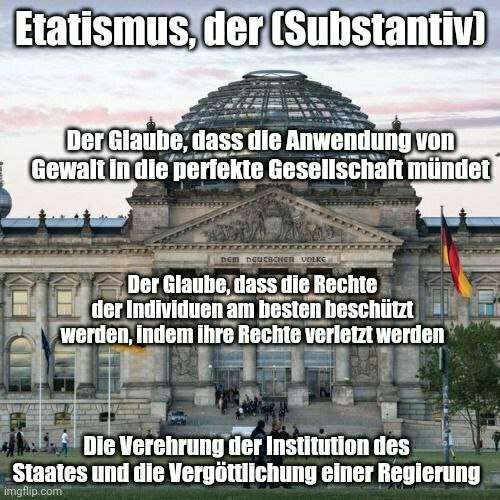 Etatismus, der (Substantiv)
Der Glaube, dass die Anwendung von
Gewalt in die perfekte Gesellschaft mündet
DEM DEUTSCHEN VOLKE
Der Glaube, dass die Rechte
der Individuen am besten beschützt
werden, indem ihre Rechte verletzt werden
Die Verehrung der Institution des
Staates und die Vergöttlichung einer Regierung
imgflip.com